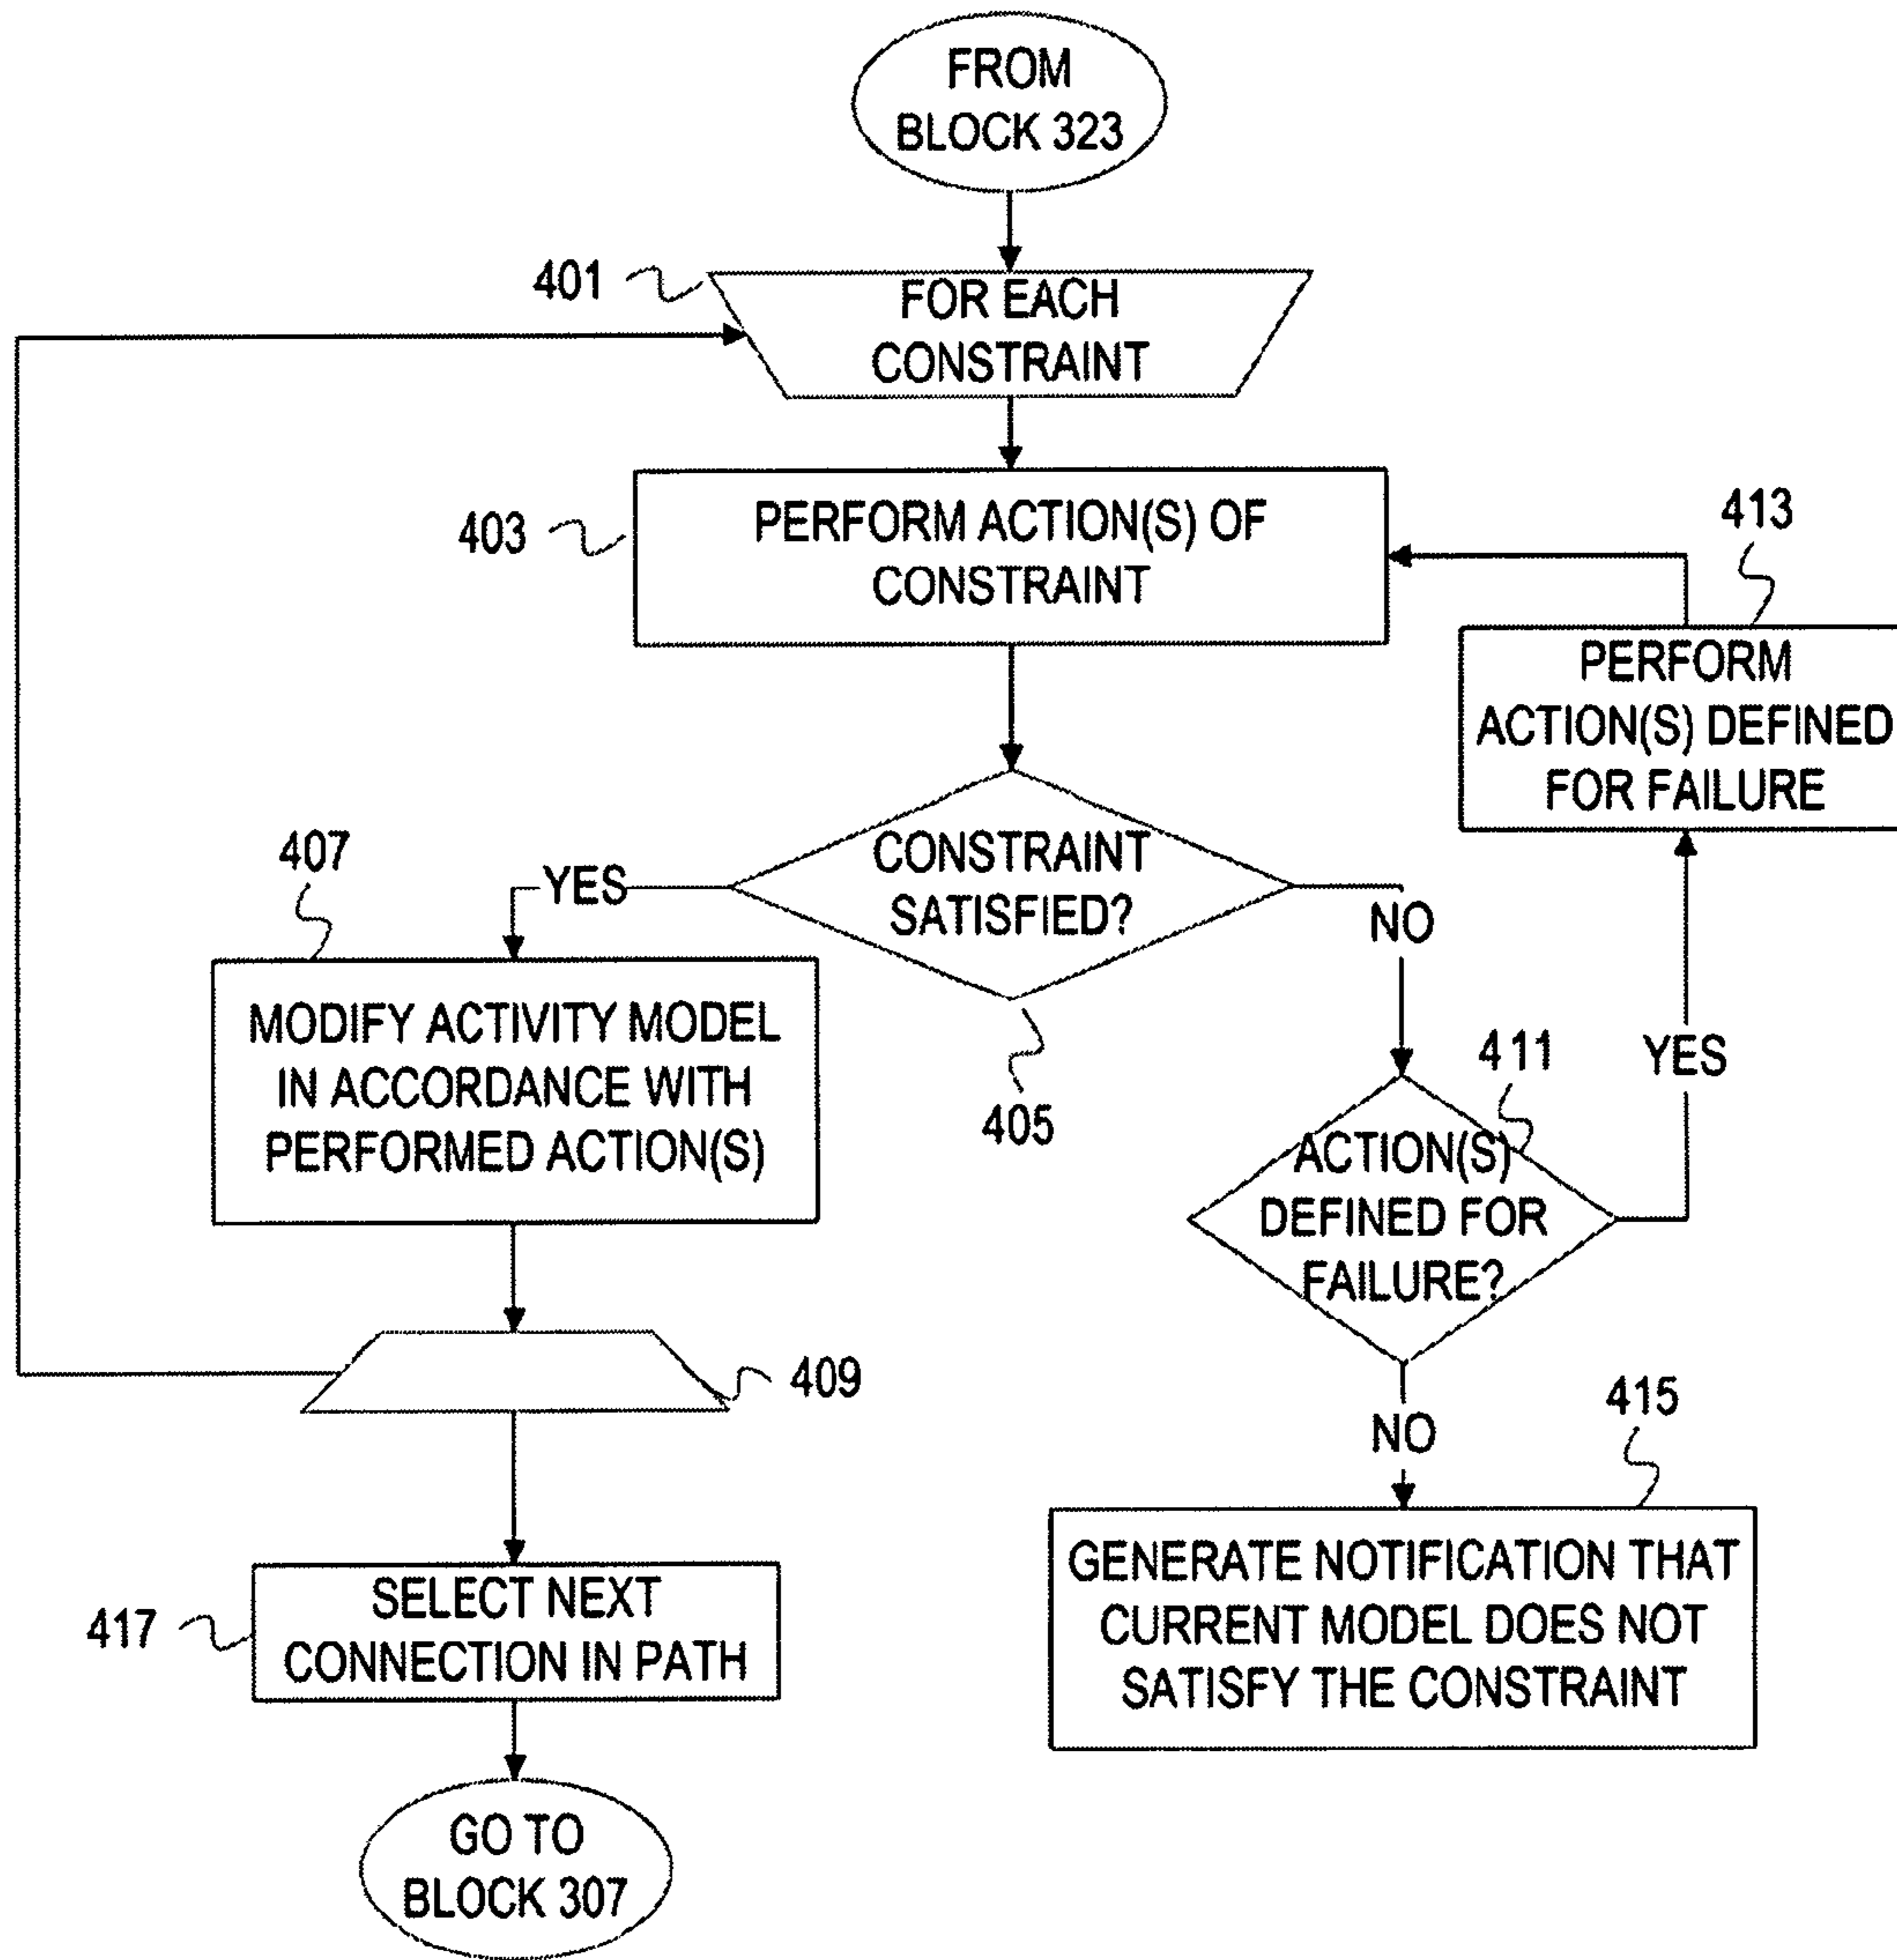 FROM
BLOCK 323
401
FOR EACH
CONSTRAINT
403
PERFORM ACTION(S) OF
CONSTRAINT
413
PERFORM
ACTION(S) DEFINED
FOR FAILURE
407
YES
CONSTRAINT
SATISFIED?
NO
405
MODIFY ACTIVITY MODEL
IN ACCORDANCE WITH
PERFORMED ACTION(S)
411
YES
ACTION(S)
DEFINED FOR
FAILURE?
409
NO
415
GENERATE NOTIFICATION THAT
CURRENT MODEL DOES NOT
SATISFY THE CONSTRAINT
417
SELECT NEXT
CONNECTION IN PATH
GO TO
BLOCK 307